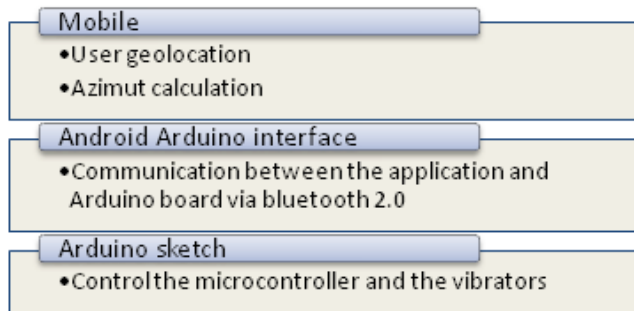 Mobile
•User geolocation
•Azimut calculation
Android Arduino interface
•Communication between the application and
Arduino board via bluetooth 2.0
Arduino sketch
•Control the microcontroller and the vibrators